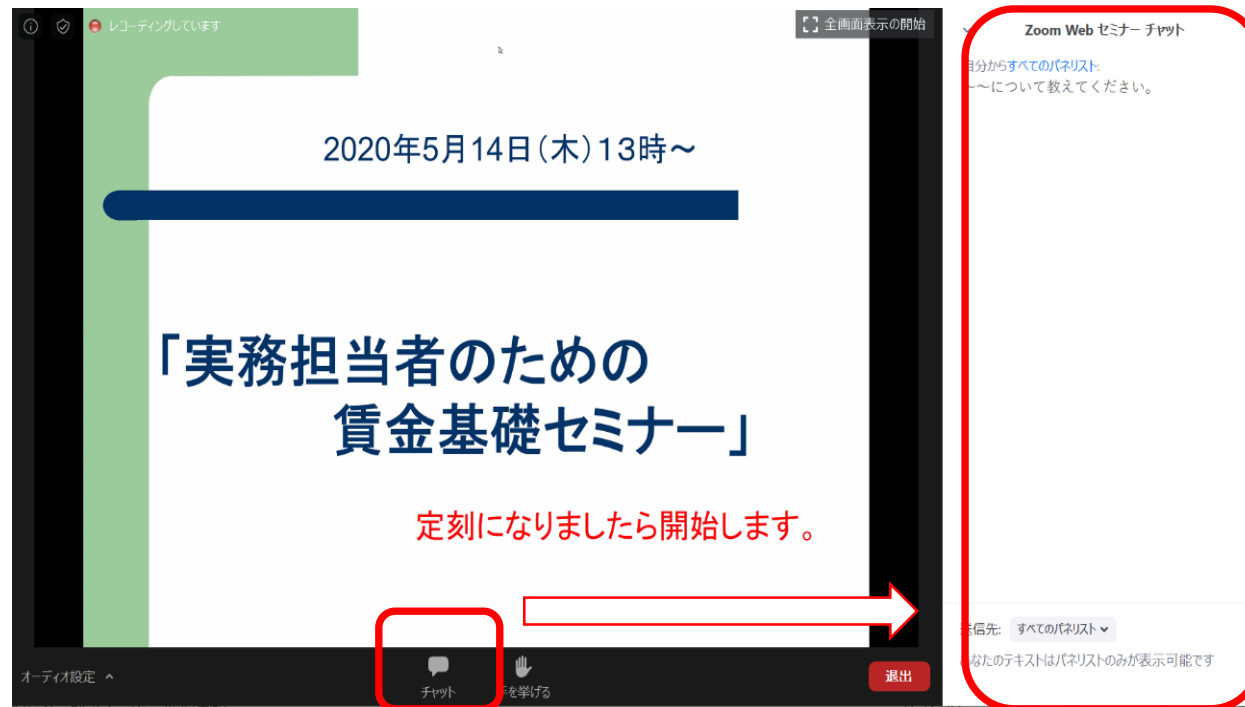 レコーディングしています
全画面表示の開始
2020年5月14日(木)13時～
「実務担当者のための
賃金基礎セミナー」
定刻になりましたら開始します。
オーディオ設定
チャット
手を挙げる
退出
Zoom Web セミナー チャット
自分からすべてのパネリスト:
～～について教えてください。
送信先: すべてのパネリスト
あなたのテキストはパネリストのみが表示可能です